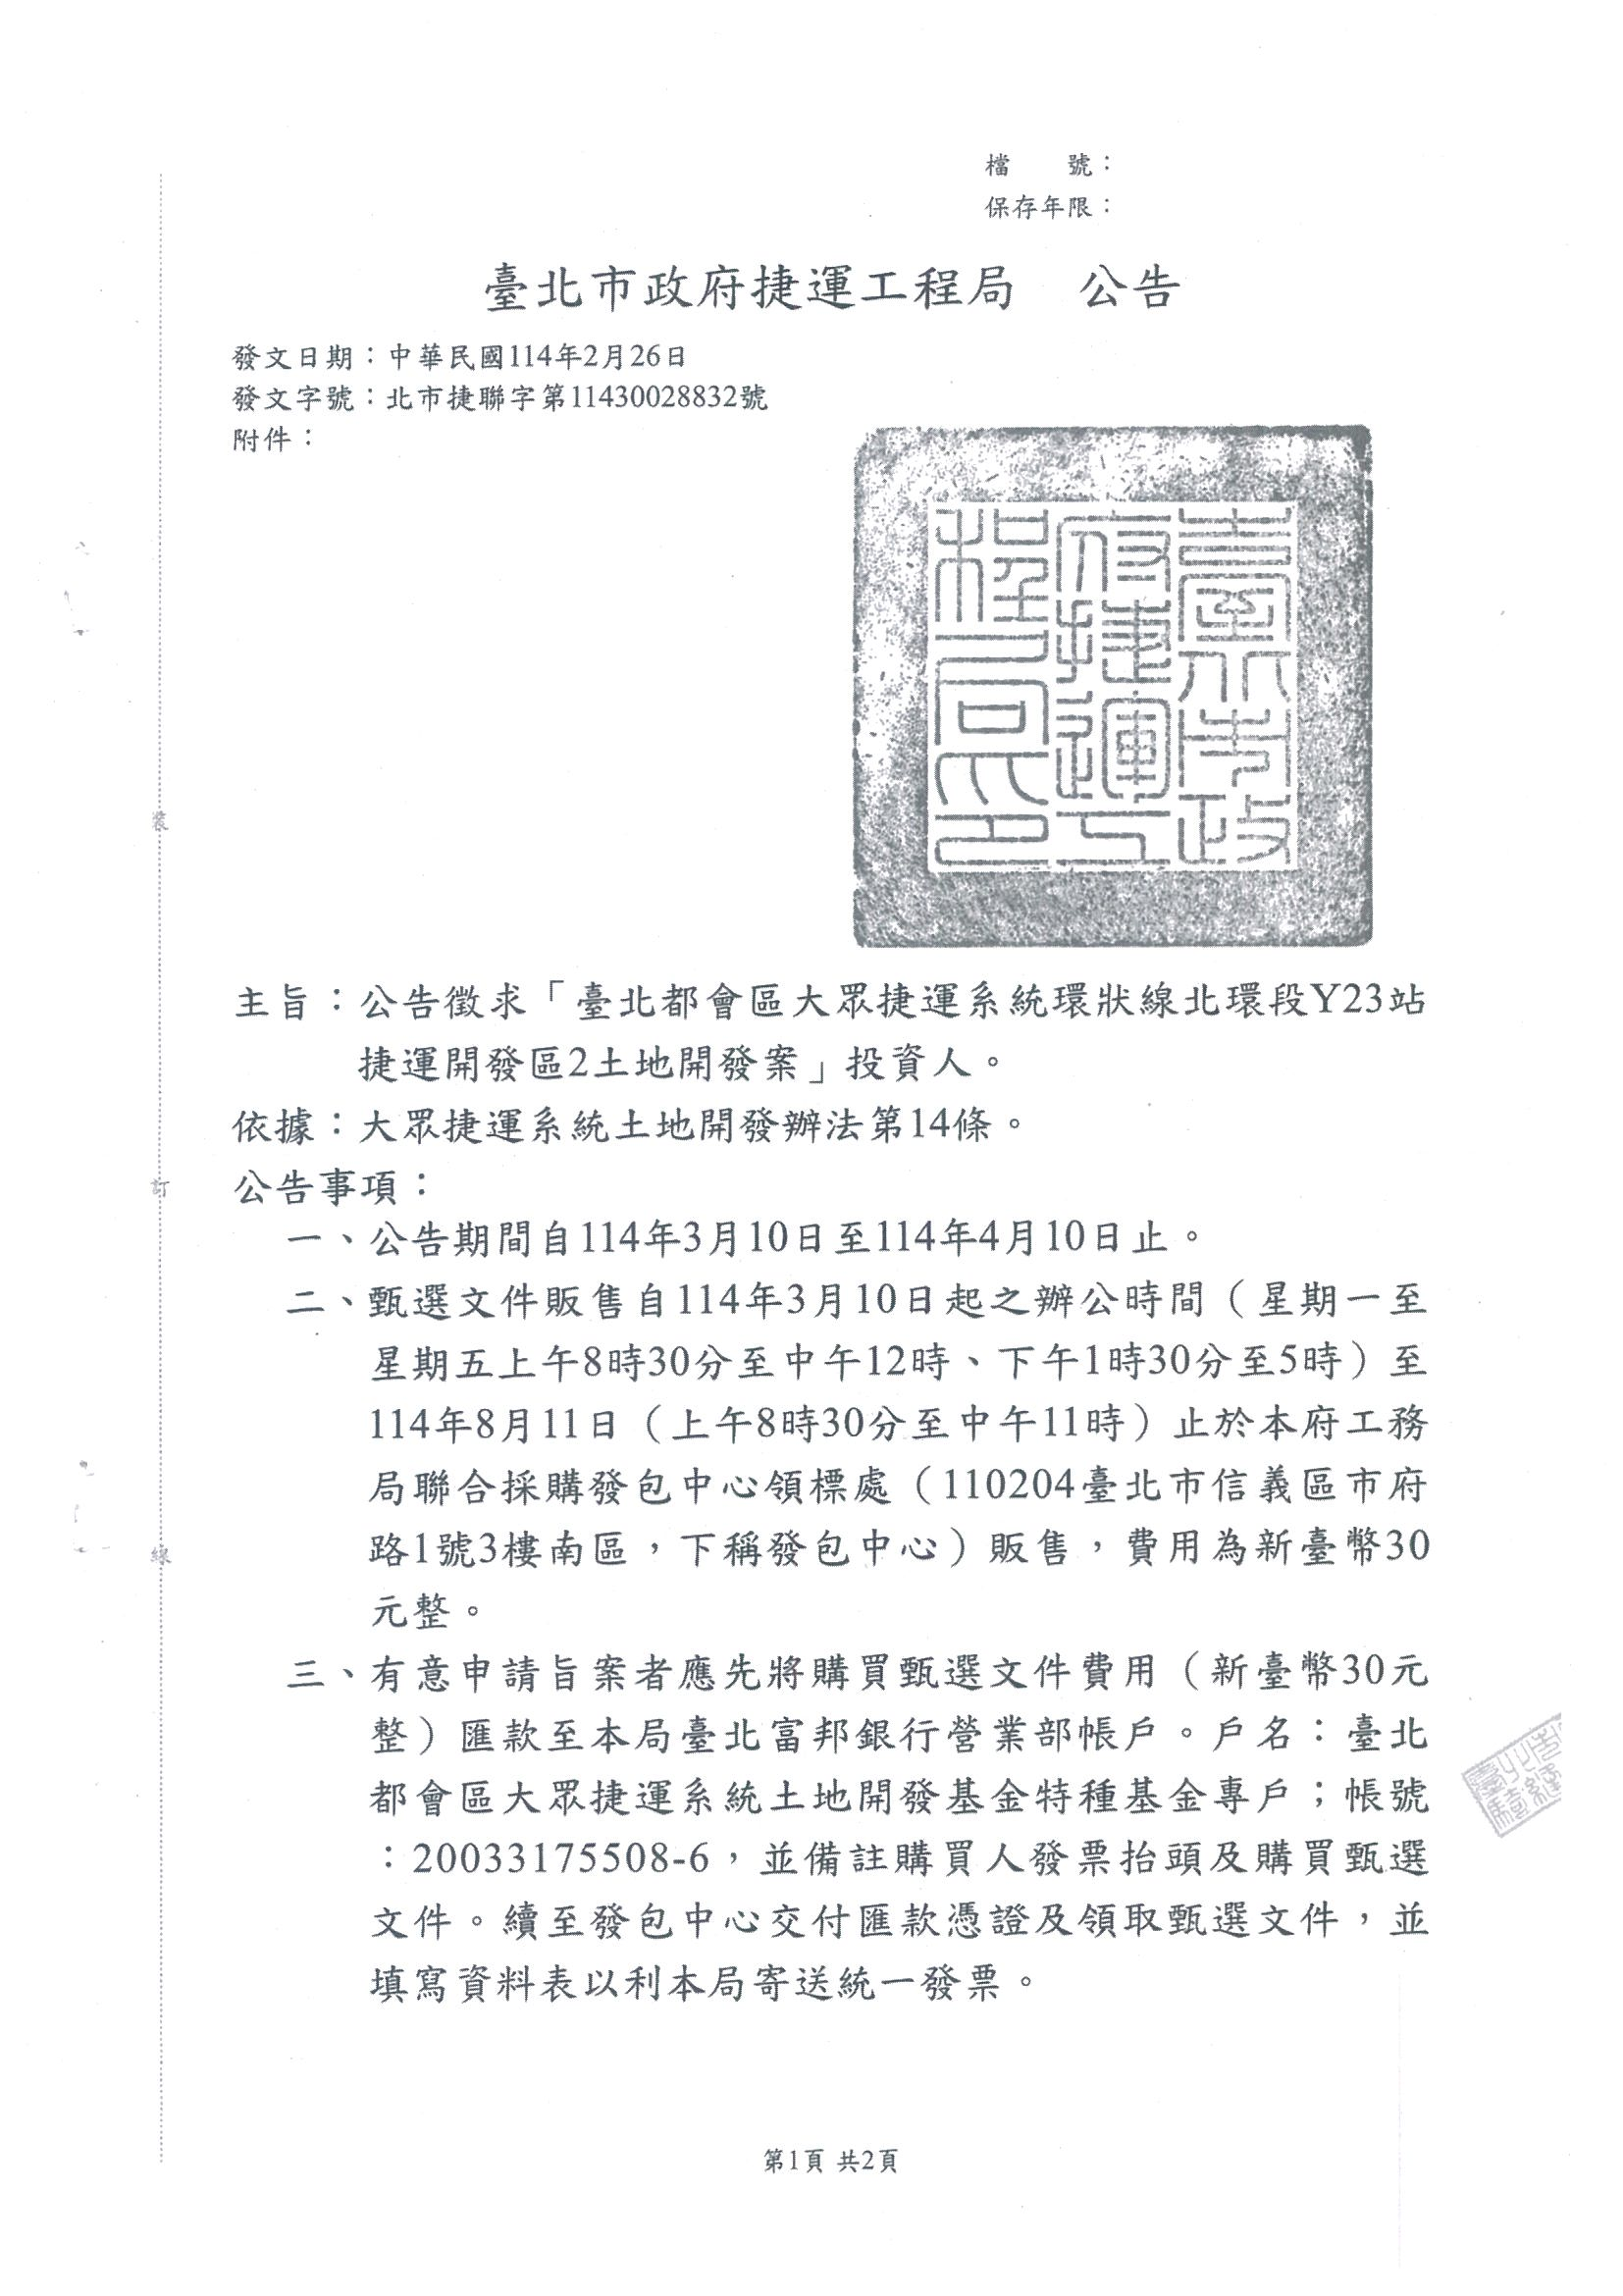 檔　　號：
保存年限：
臺北市政府捷運工程局　公告
發文日期：中華民國114年2月26日
發文字號：北市捷聯字第11430028832號
附件：
臺北市政府捷運工程局印
主旨：公告徵求「臺北都會區大眾捷運系統環狀線北環段Y23站
捷運開發區2土地開發案」投資人。
依據：大眾捷運系統土地開發辦法第14條。
公告事項：
一、公告期間自114年3月10日至114年4月10日止。
二、甄選文件販售自114年3月10日起之辦公時間（星期一至
星期五上午8時30分至中午12時、下午1時30分至5時）至
114年8月11日（上午8時30分至中午11時）止於本府工務
局聯合採購發包中心領標處（110204臺北市信義區市府
路1號3樓南區，下稱發包中心）販售，費用為新臺幣30
元整。
三、有意申請旨案者應先將購買甄選文件費用（新臺幣30元
整）匯款至本局臺北富邦銀行營業部帳戶。戶名：臺北
都會區大眾捷運系統土地開發基金特種基金專戶；帳號
：20033175508-6，並備註購買人發票抬頭及購買甄選
文件。續至發包中心交付匯款憑證及領取甄選文件，並
填寫資料表以利本局寄送統一發票。
裝
訂
線
第1頁 共2頁